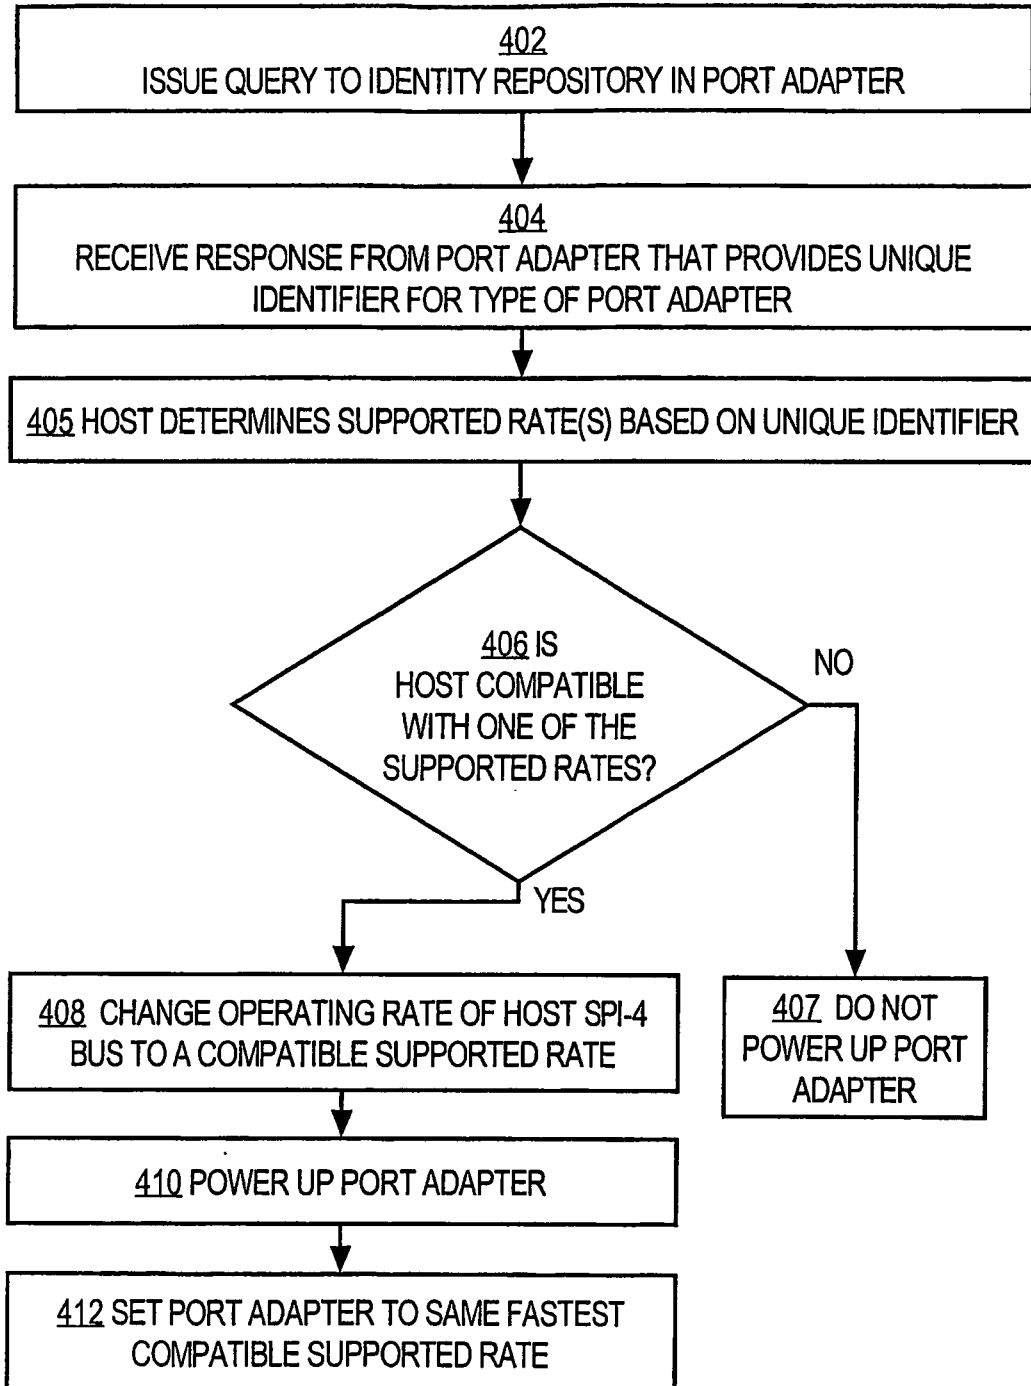 402
ISSUE QUERY TO IDENTITY REPOSITORY IN PORT ADAPTER
404
RECEIVE RESPONSE FROM PORT ADAPTER THAT PROVIDES UNIQUE
IDENTIFIER FOR TYPE OF PORT ADAPTER
405 HOST DETERMINES SUPPORTED RATE(S) BASED ON UNIQUE IDENTIFIER
406 IS
HOST COMPATIBLE
WITH ONE OF THE
SUPPORTED RATES?
NO
YES
408 CHANGE OPERATING RATE OF HOST SPI-4
BUS TO A COMPATIBLE SUPPORTED RATE
407 DO NOT
POWER UP PORT
ADAPTER
410 POWER UP PORT ADAPTER
412 SET PORT ADAPTER TO SAME FASTEST
COMPATIBLE SUPPORTED RATE